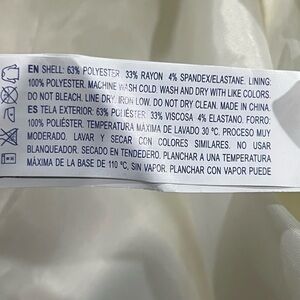 EN SHELL: 63% POLYESTER 33% RAYON 4% SPANDEX/ELASTANE. LINING:
100% POLYESTER. MACHINE WASH COLD. WASH AND DRY WITH LIKE COLORS.
DO NOT BLEACH. LINE DRY. IRON LOW. DO NOT DRY CLEAN. MADE IN CHINA
ES TELA EXTERIOR: 63% POLIÉSTER 33% VISCOSA 4% ELASTANO. FORRO:
100% POLIÉSTER. TEMPERATURA MÁXIMA DE LAVADO 30 ºC. PROCESO MUY
MODERADO. LAVAR Y SECAR CON COLORES SIMILARES. NO USAR
BLANQUEADOR. SECADO EN TENDEDERO. PLANCHAR A UNA TEMPERATURA
MÁXIMA DE LA BASE DE 110 ºC, SIN VAPOR. PLANCHAR CON VAPOR PUEDE